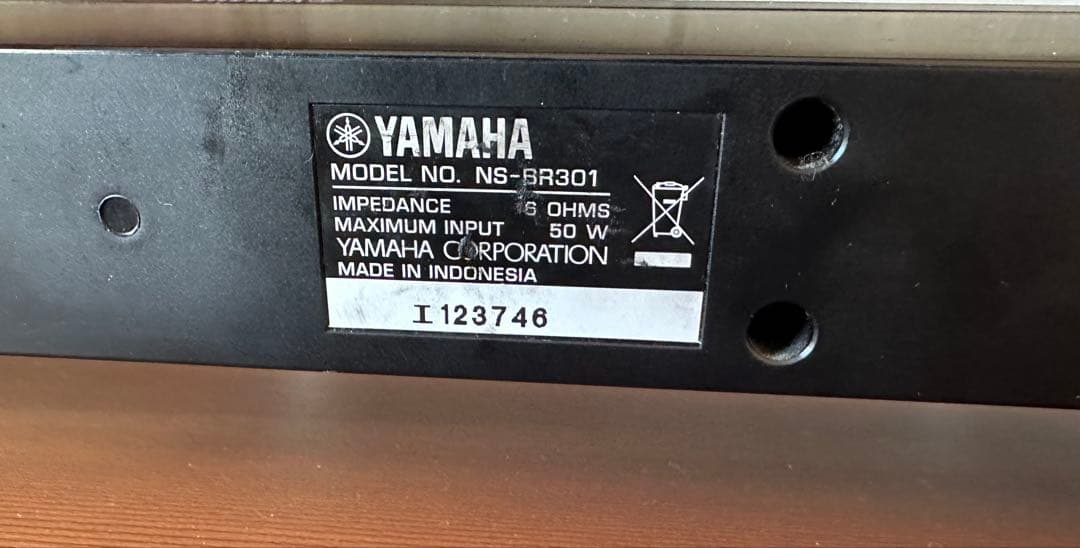 YAMAHA
MODEL NO. NS-BR301
IMPEDANCE 6 OHMS
MAXIMUM INPUT 50 W
YAMAHA CORPORATION
MADE IN INDONESIA
I123746